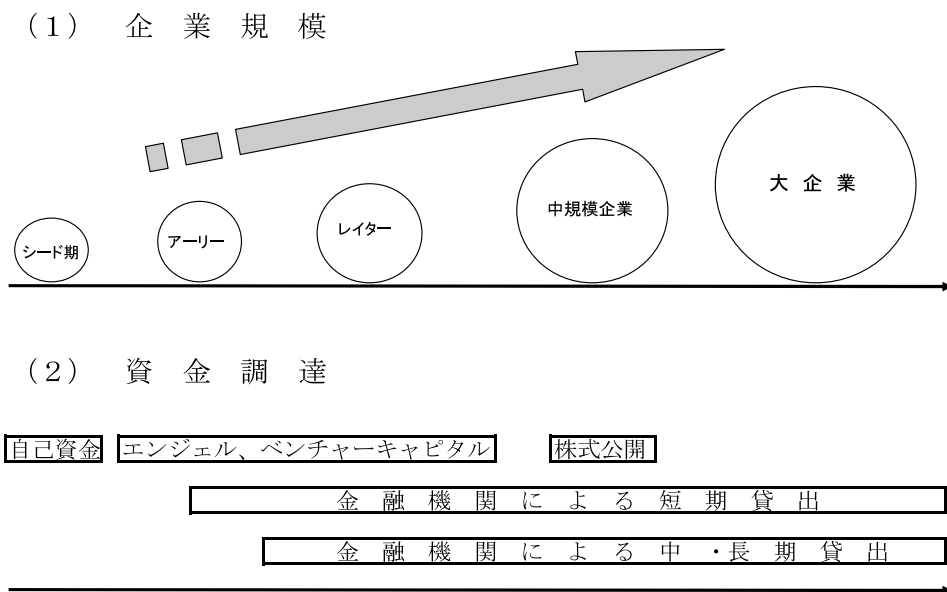 (1) 企業規模
シード期
アーリー
レイター
中規模企業
大企業
(2) 資金調達
自己資金
エンジェル、ベンチャーキャピタル
株式公開
金融機関による短期貸出
金融機関による中・長期貸出